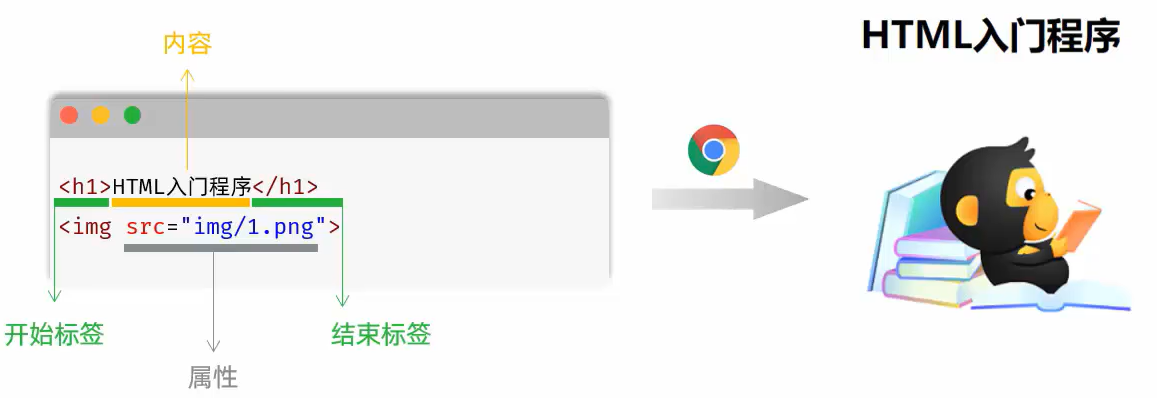 内容
HTML入门程序
<h1>HTML入门程序</h1>
<img src="img/1.png">
开始标签
结束标签
属性